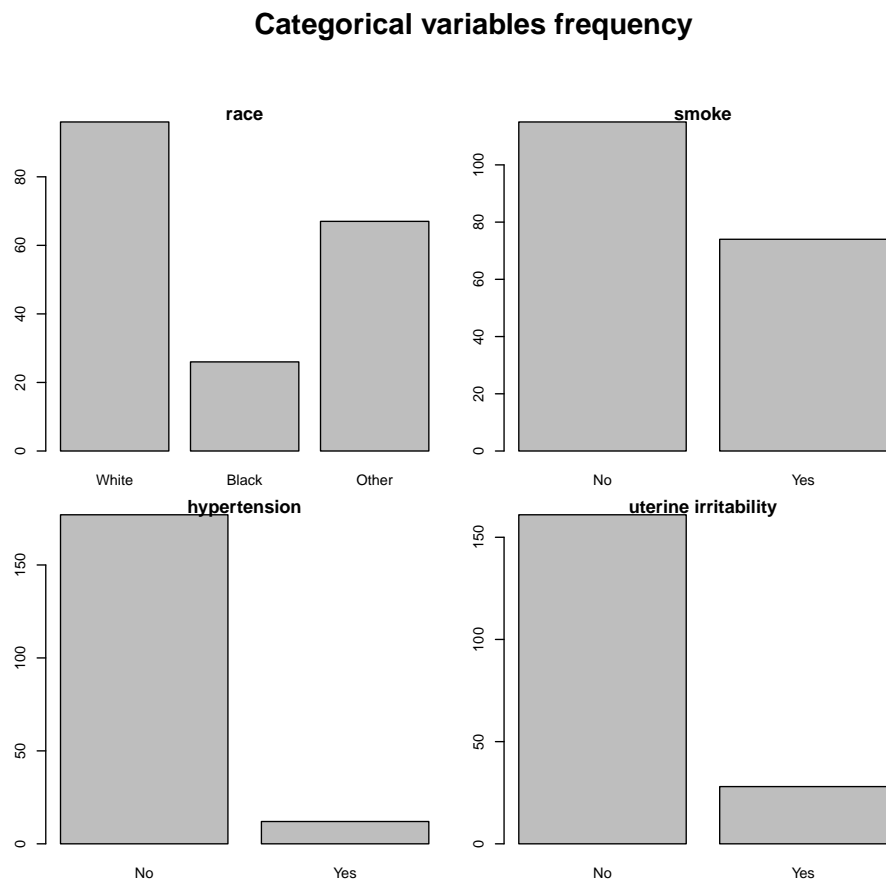 Categorical variables frequency
race
80
60
40
20
0
White Black Other
smoke
100
80
60
40
20
0
No Yes
hypertension
150
100
50
0
No Yes
uterine irritability
150
100
50
0
No Yes